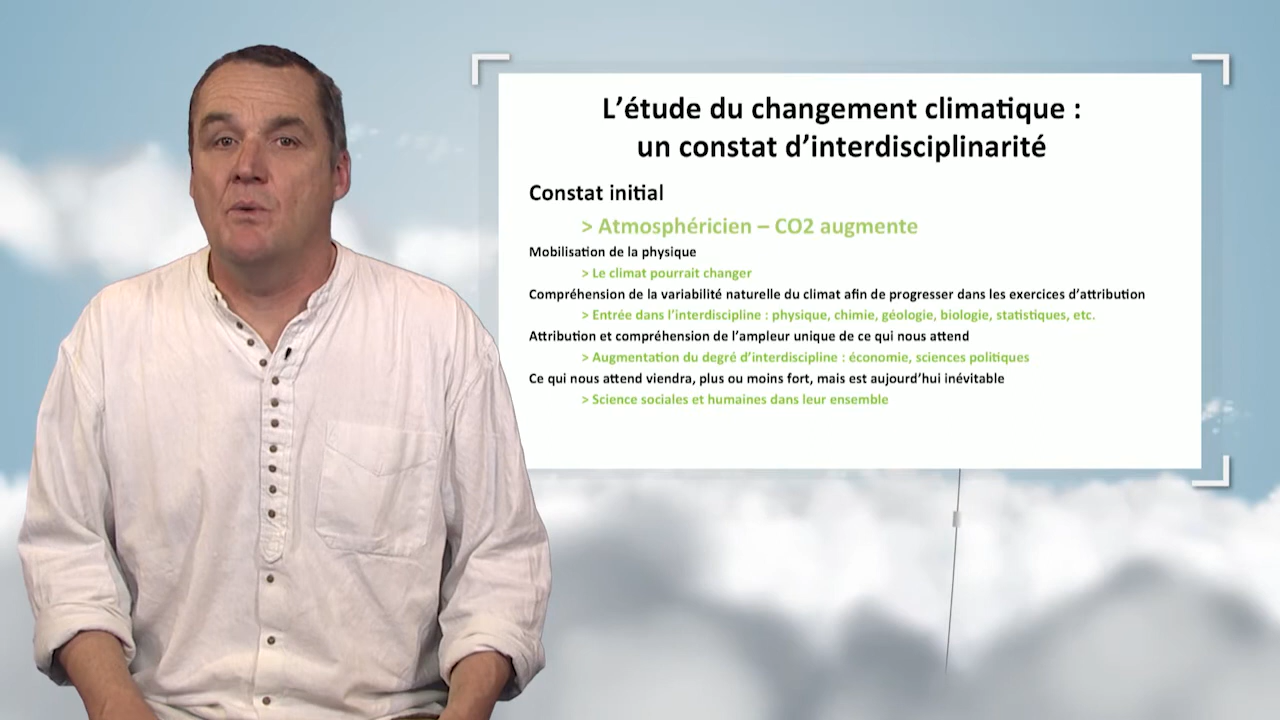 L’étude du changement climatique :
un constat d’interdisciplinarité
Constat initial
> Atmosphéricien – CO2 augmente
Mobilisation de la physique
> Le climat pourrait changer
Compréhension de la variabilité naturelle du climat afin de progresser dans les exercices d’attribution
> Entrée dans l’interdiscipline : physique, chimie, géologie, biologie, statistiques, etc.
Attribution et compréhension de l’ampleur unique de ce qui nous attend
> Augmentation du degré d’interdiscipline : économie, sciences politiques
Ce qui nous attend viendra, plus ou moins fort, mais est aujourd’hui inévitable
> Science sociales et humaines dans leur ensemble